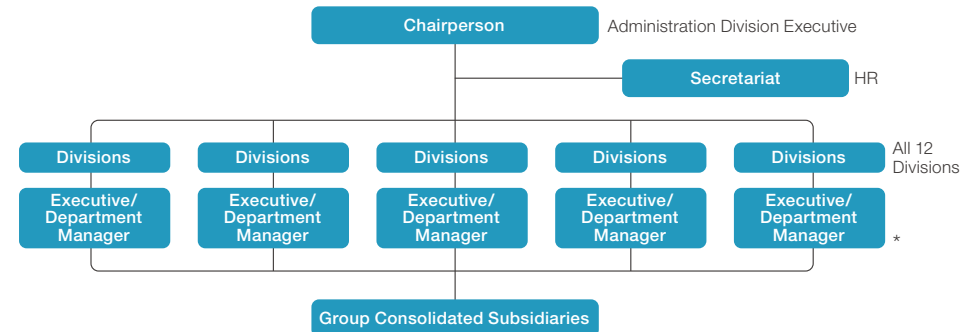 Chairperson
Administration Division Executive
Secretariat
HR
Divisions
Divisions
Divisions
Divisions
Divisions
All 12
Divisions
Executive/
Department
Manager
Executive/
Department
Manager
Executive/
Department
Manager
Executive/
Department
Manager
Executive/
Department
Manager
*
Group Consolidated Subsidiaries